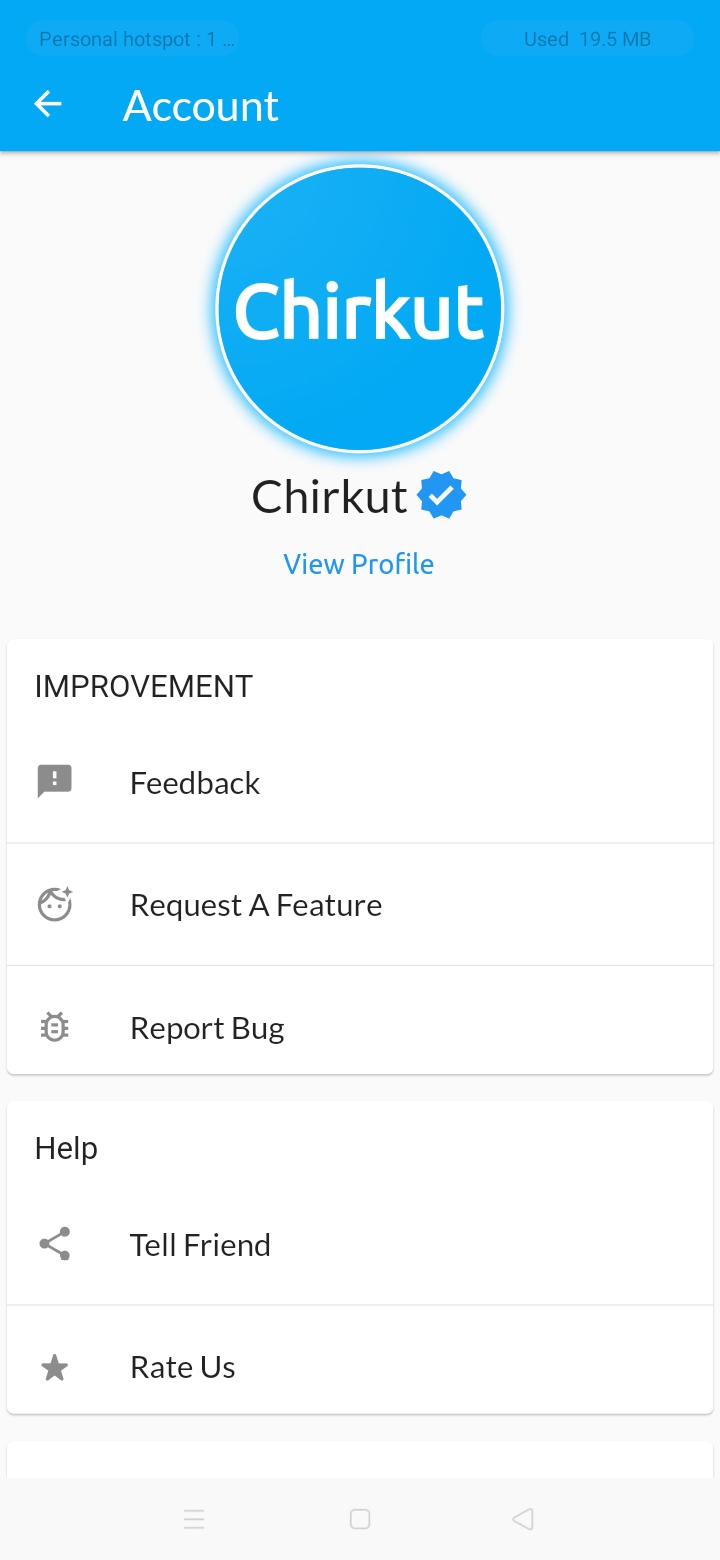 Personal hotspot : 1 ...
Used 19.5 MB
Account
Chirkut
Chirkut
View Profile
IMPROVEMENT
Feedback
Request A Feature
Report Bug
Help
Tell Friend
Rate Us